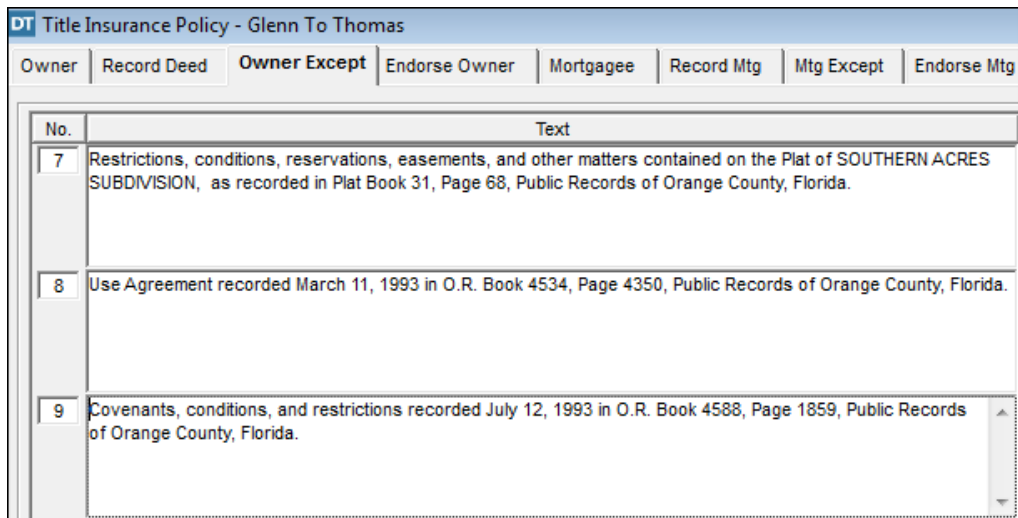 DT Title Insurance Policy - Glenn To Thomas
Owner Record Deed Owner Except Endorse Owner Mortgagee Record Mtg Mtg Except Endorse Mtg
No. Text
7 Restrictions, conditions, reservations, easements, and other matters contained on the Plat of SOUTHERN ACRES
SUBDIVISION, as recorded in Plat Book 31, Page 68, Public Records of Orange County, Florida.
8 Use Agreement recorded March 11, 1993 in O.R. Book 4534, Page 4350, Public Records of Orange County, Florida.
9 Covenants, conditions, and restrictions recorded July 12, 1993 in O.R. Book 4588, Page 1859, Public Records
of Orange County, Florida.